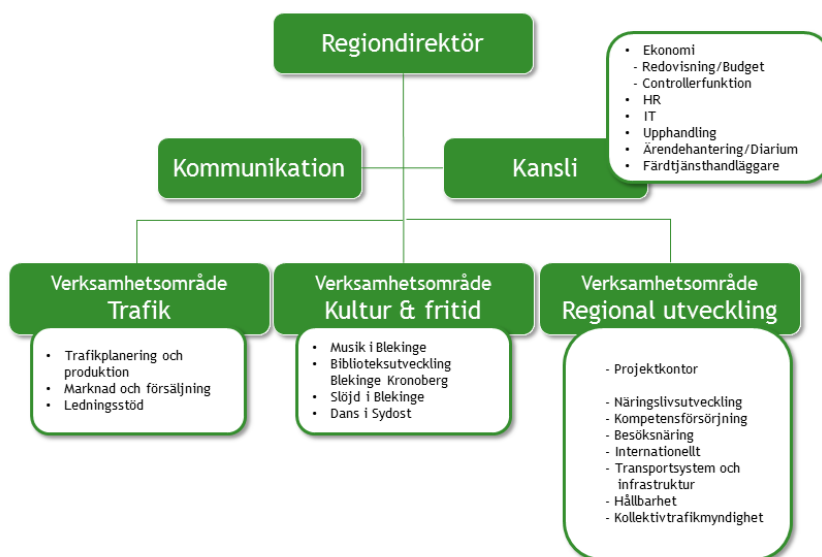 Regiondirektör
• Ekonomi
- Redovisning/Budget
- Controllerfunktion
• HR
• IT
• Upphandling
• Ärendehantering/Diarium
• Färdtjänsthandläggare
Kommunikation
Kansli
Verksamhetsområde
Trafik
• Trafikplanering och
produktion
• Marknad och försäljning
• Ledningsstöd
Verksamhetsområde
Kultur & fritid
• Musik i Blekinge
• Biblioteksutveckling
Blekinge Kronoberg
• Slöjd i Blekinge
• Dans i Sydost
Verksamhetsområde
Regional utveckling
- Projektkontor
- Näringslivsutveckling
- Kompetensförsörjning
- Besöksnäring
- Internationellt
- Transportsystem och
infrastruktur
- Hållbarhet
- Kollektivtrafikmyndighet